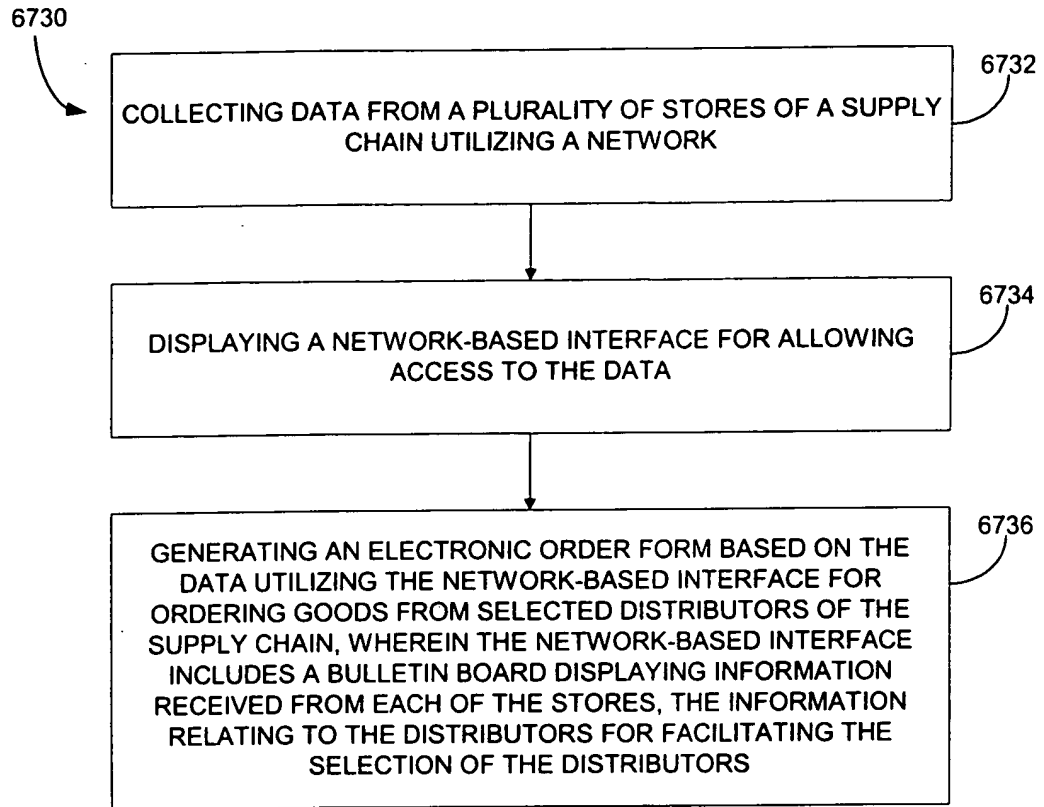 6730
6732
COLLECTING DATA FROM A PLURALITY OF STORES OF A SUPPLY
CHAIN UTILIZING A NETWORK
6734
DISPLAYING A NETWORK-BASED INTERFACE FOR ALLOWING
ACCESS TO THE DATA
6736
GENERATING AN ELECTRONIC ORDER FORM BASED ON THE
DATA UTILIZING THE NETWORK-BASED INTERFACE FOR
ORDERING GOODS FROM SELECTED DISTRIBUTORS OF THE
SUPPLY CHAIN, WHEREIN THE NETWORK-BASED INTERFACE
INCLUDES A BULLETIN BOARD DISPLAYING INFORMATION
RECEIVED FROM EACH OF THE STORES, THE INFORMATION
RELATING TO THE DISTRIBUTORS FOR FACILITATING THE
SELECTION OF THE DISTRIBUTORS